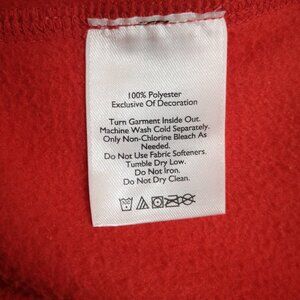 100% Polyester
Exclusive Of Decoration
Turn Garment Inside Out.
Machine Wash Cold Separately.
Only Non-Chlorine Bleach As
Needed.
Do Not Use Fabric Softeners.
Tumble Dry Low.
Do Not Iron.
Do Not Dry Clean.